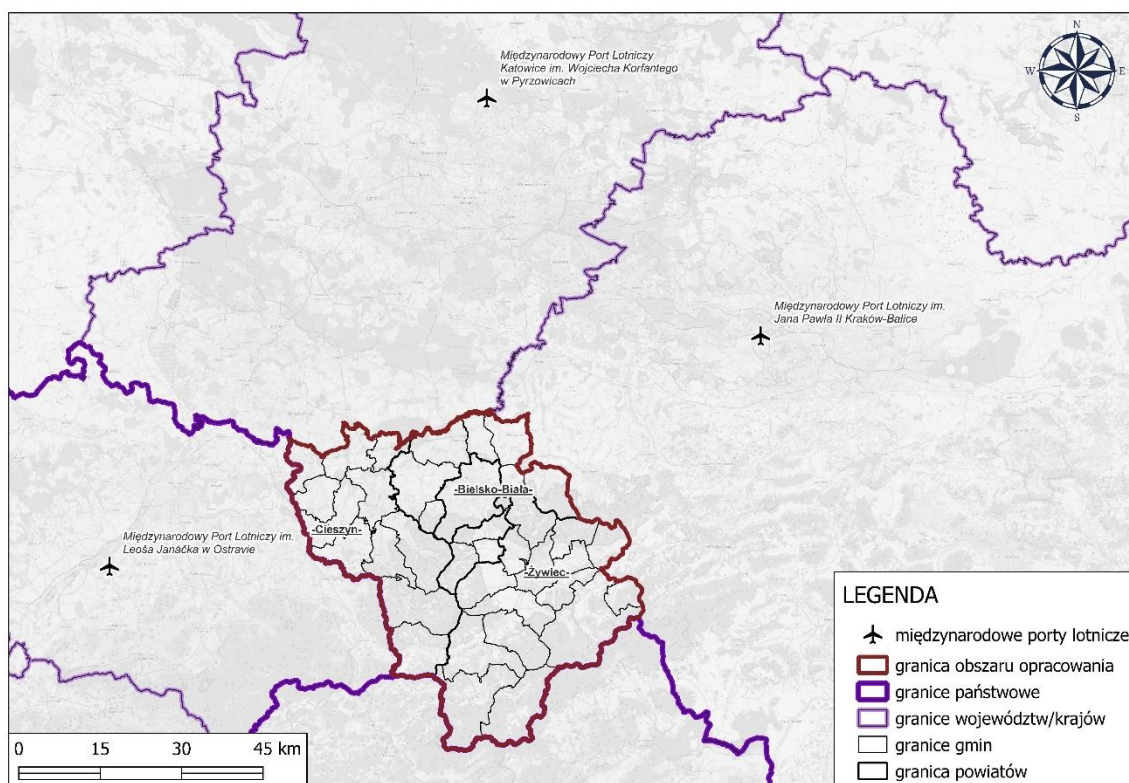 Międzynarodowy Port Lotniczy
Katowice im. Wojciecha Korfantego
w Pyrzowicach
N
W
E
S
Międzynarodowy Port Lotniczy im.
Jana Pawła II Kraków-Balice
-Bielsko-Biała-
-Cieszyn-
Międzynarodowy Port Lotniczy im.
Leoša Janáčka w Ostravie
-Żywiec-
LEGENDA
międzynarodowe porty lotnicze
granica obszaru opracowania
granice państwowe
granice województw/krajów
granice gmin
granica powiatów
0 15 30 45 km